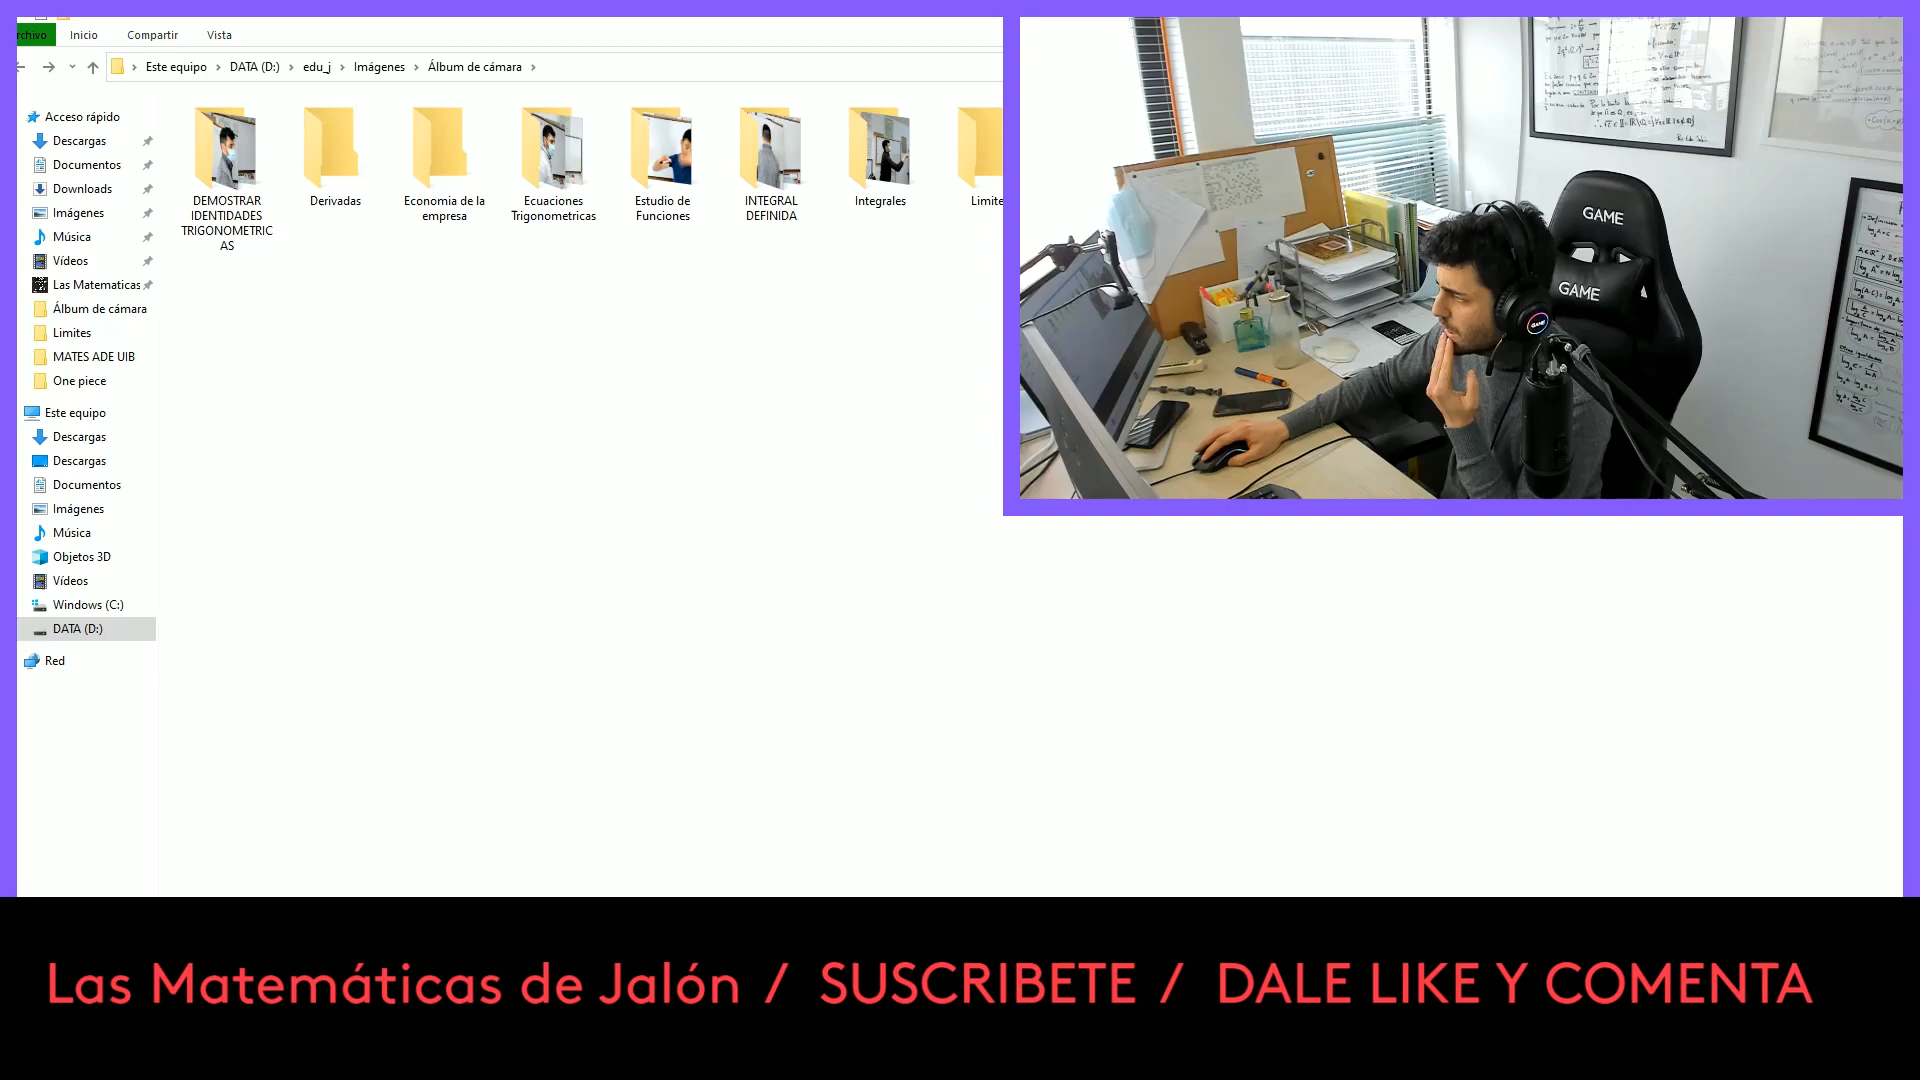 Inicio
Compartir
Vista
Este equipo
DATA (D:)
edu_j
Imágenes
Álbum de cámara
Acceso rápido
Descargas
Documentos
Downloads
Imágenes
Música
Vídeos
Las Matematicas
Álbum de cámara
Limites
MATES ADE UIB
One piece
Este equipo
Descargas
Descargas
Documentos
Imágenes
Música
Objetos 3D
Vídeos
Windows (C:)
DATA (D:)
Red
DEMOSTRAR
IDENTIDADES
TRIGONOMETRIC
AS
Derivadas
Economia de la
empresa
Ecuaciones
Trigonometricas
Estudio de
Funciones
INTEGRAL
DEFINIDA
Integrales
GAME
GAME
Las Matemáticas de Jalón / SUSCRIBETE / DALE LIKE Y COMENTA